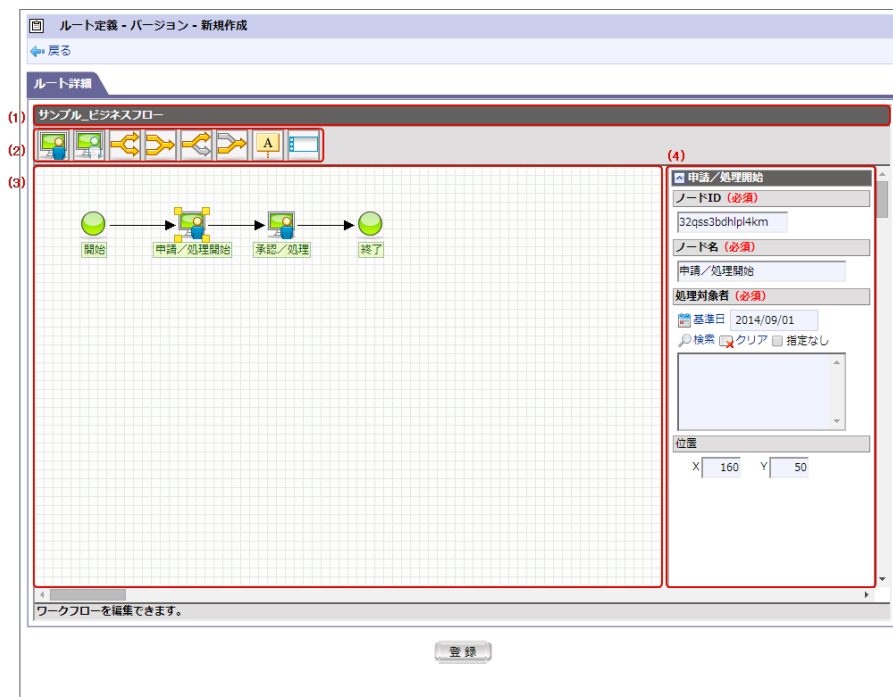 ルート定義 - バージョン - 新規作成
戻る
ルート詳細
(1) サンプル_ビジネスフロー
(2)
A
(3)
(4)
開始
申請／処理開始
承認／処理
終了
申請／処理開始
ノードID (必須)
32qss3bdhlpl4km
ノード名 (必須)
申請／処理開始
処理対象者 (必須)
基準日 2014/09/01
検索 クリア 指定なし
位置
X 160 Y 50
ワークフローを編集できます。
登録